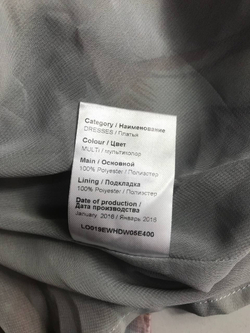 Category / Наименование
DRESSES / Платья
Colour / Цвет
MULTI / мультиколор
Main / Основной
100% Polyester / Полиэстер
Lining / Подкладка
100% Polyester / Полиэстер
Date of production /
Дата производства
January, 2016 / Январь, 2016
LO019EWHDW05E400